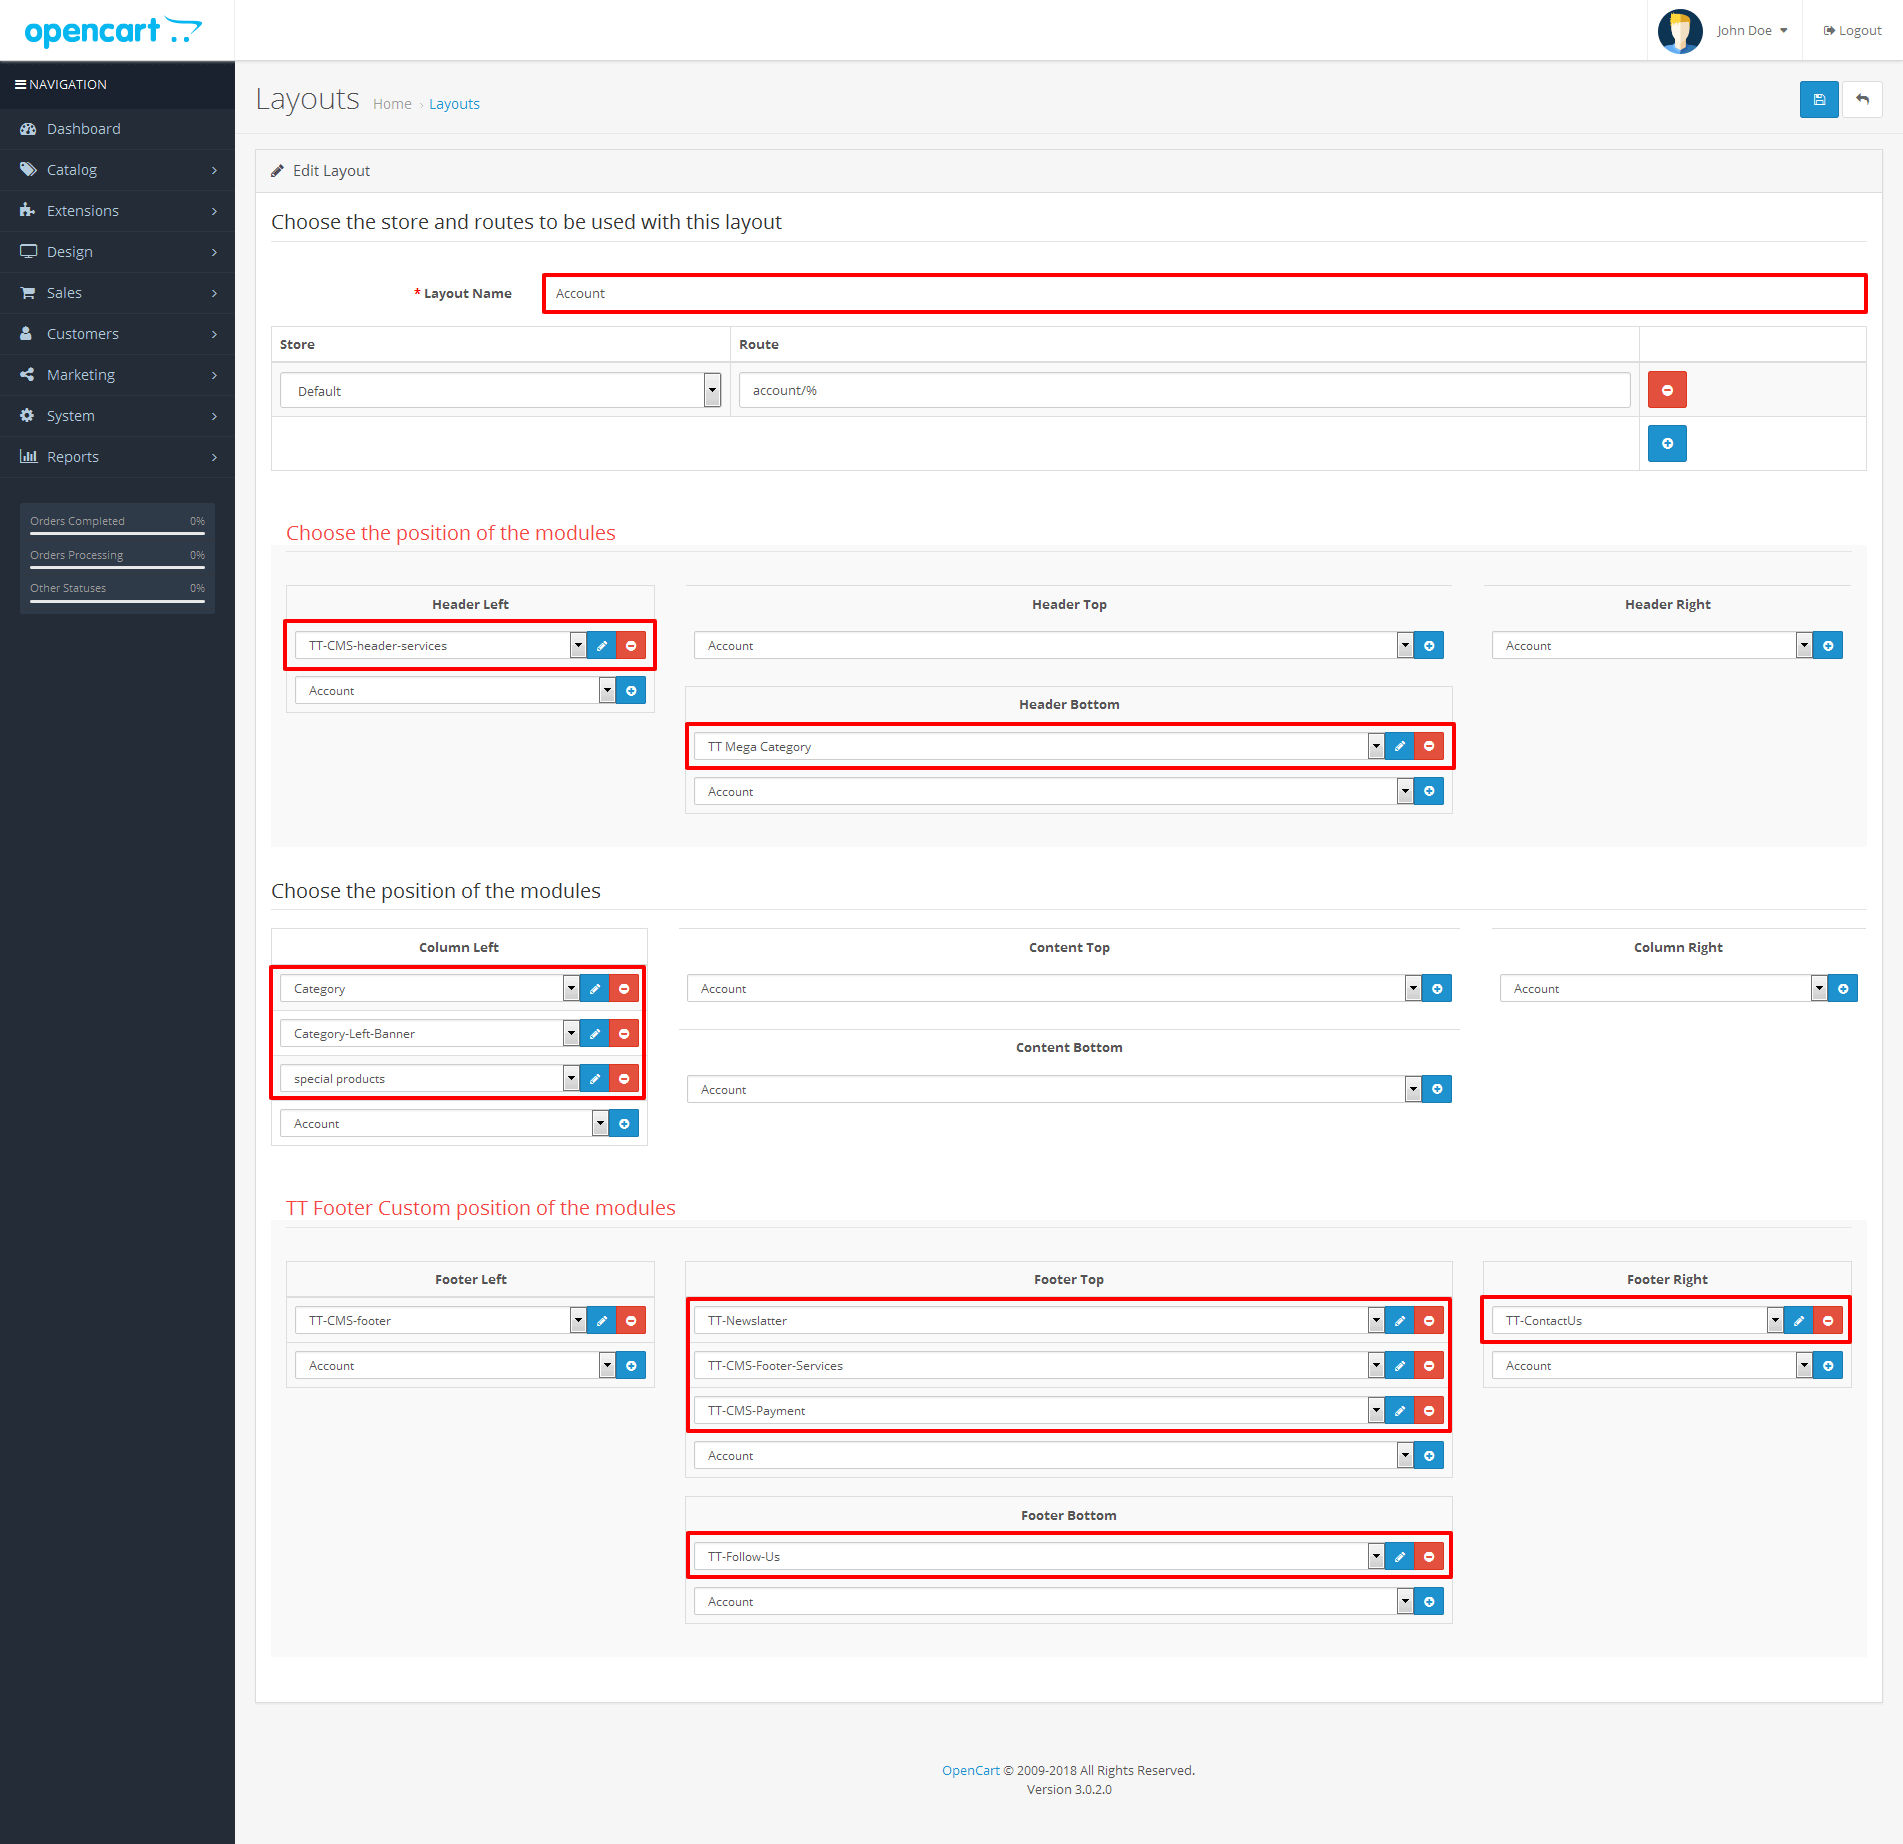 opencart
John Doe
Logout
NAVIGATION
Dashboard
Catalog
Extensions
Design
Sales
Customers
Marketing
System
Reports
Orders Completed 0%
Orders Processing 0%
Other Statuses 0%
Layouts Home › Layouts
Edit Layout
Choose the store and routes to be used with this layout
* Layout Name Account
Store Route
Default account/%
Choose the position of the modules
Header Left
TT-CMS-header-services
Account
Header Top
Account
Header Bottom
TT Mega Category
Account
Header Right
Account
Choose the position of the modules
Column Left
Category
Category-Left-Banner
special products
Account
Content Top
Account
Content Bottom
Account
Column Right
Account
TT Footer Custom position of the modules
Footer Left
TT-CMS-footer
Account
Footer Top
TT-Newslatter
TT-CMS-Footer-Services
TT-CMS-Payment
Account
Footer Bottom
TT-Follow-Us
Account
Footer Right
TT-ContactUs
Account
OpenCart © 2009-2018 All Rights Reserved.
Version 3.0.2.0